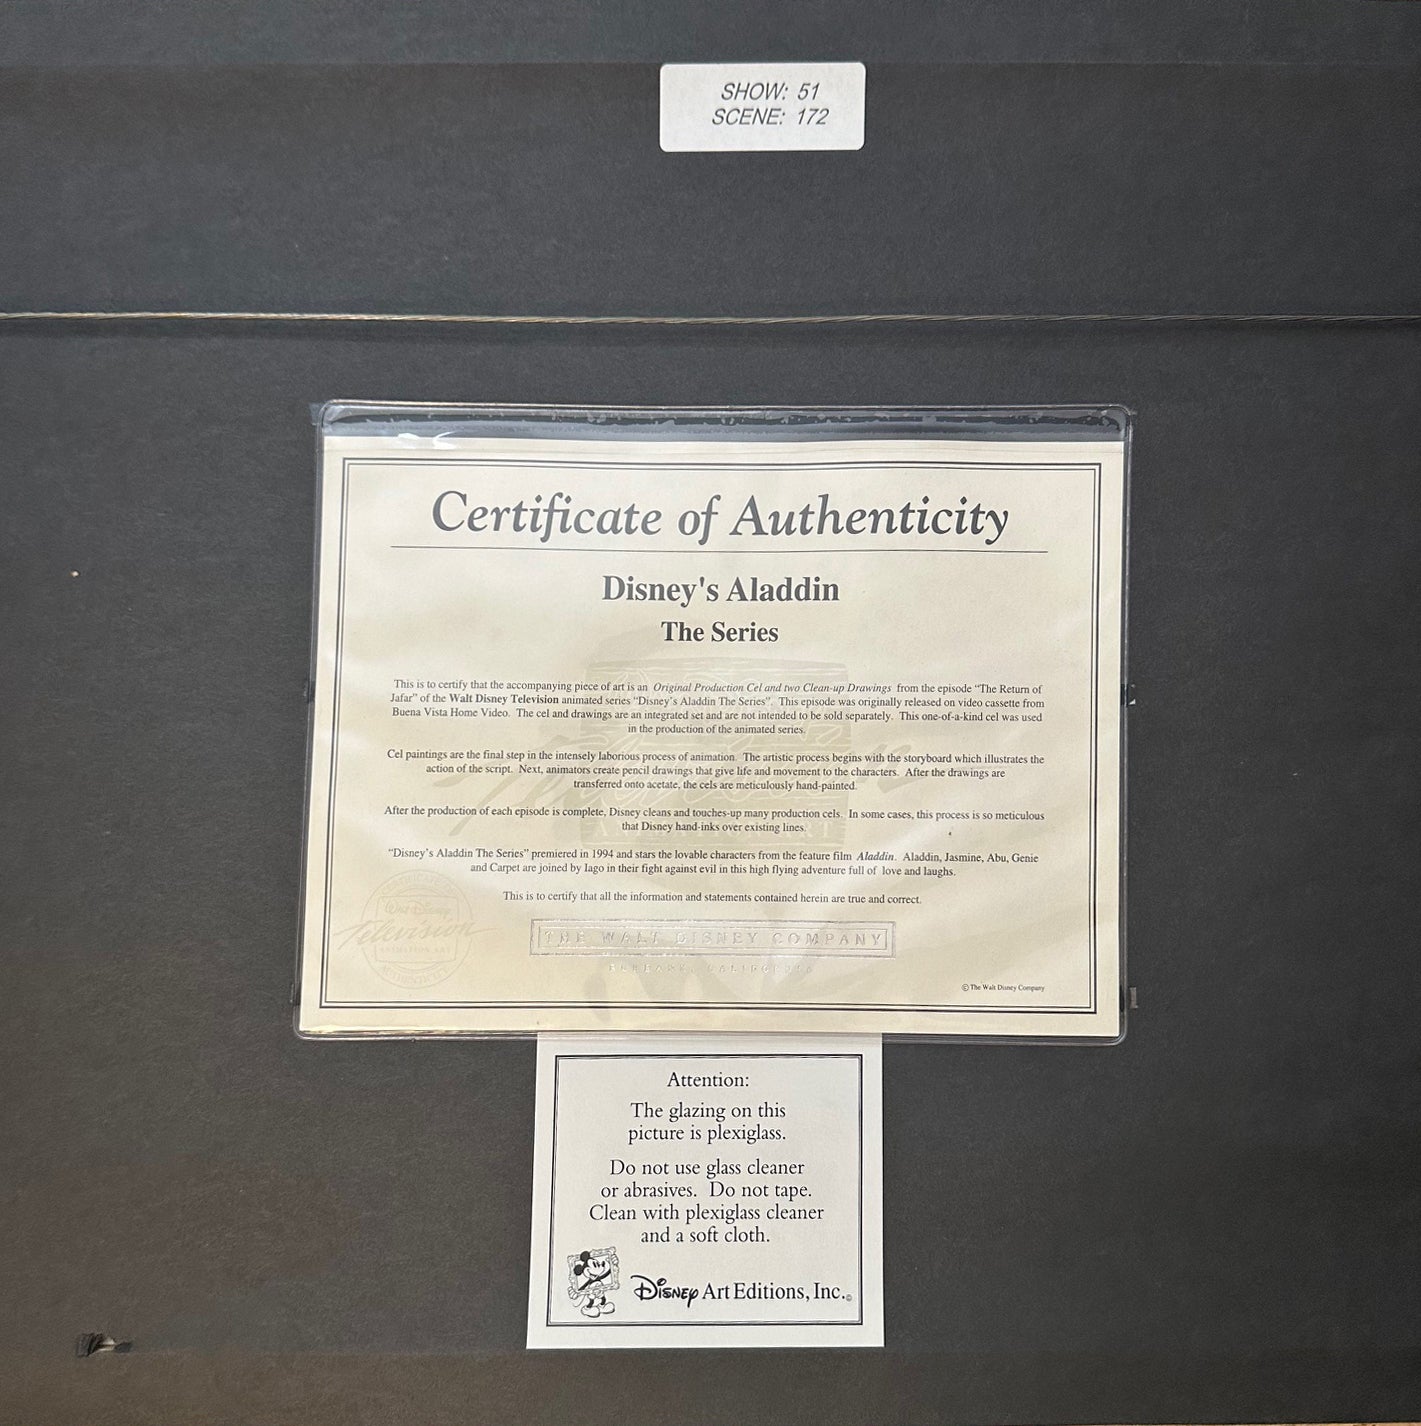 SHOW: 51
SCENE: 172
Certificate of Authenticity
Disney's Aladdin
The Series
This is to certify that the accompanying piece of art is an Original Production Cel and two Clean-up Drawings from the episode “The Return of
Jafar” of the Walt Disney Television animated series “Disney's Aladdin The Series”. This episode was originally released on video cassette from
Buena Vista Home Video. The cel and drawings are an integrated set and are not intended to be sold separately. This one-of-a-kind cel was used
in the production of the animated series.
Cel paintings are the final step in the intensely laborious process of animation. The artistic process begins with the storyboard which illustrates the
action of the script. Next, animators create pencil drawings that give life and movement to the characters. After the drawings are
transferred onto acetate, the cels are meticulously hand-painted.
After the production of each episode is complete, Disney cleans and touches-up many production cels. In some cases, this process is so meticulous
that Disney hand-inks over existing lines.
“Disney's Aladdin The Series” premiered in 1994 and stars the lovable characters from the feature film Aladdin. Aladdin, Jasmine, Abu, Genie
and Carpet are joined by Iago in their fight against evil in this high flying adventure full of love and laughs.
This is to certify that all the information and statements contained herein are true and correct.
CERTIFICATE OF
Walt Disney
Television
ANIMATION ART
AUTHENTICITY
THE WALT DISNEY COMPANY
BURBANK, CALIFORNIA
© The Walt Disney Company
Attention:
The glazing on this
picture is plexiglass.
Do not use glass cleaner
or abrasives. Do not tape.
Clean with plexiglass cleaner
and a soft cloth.
Disney Art Editions, Inc.©